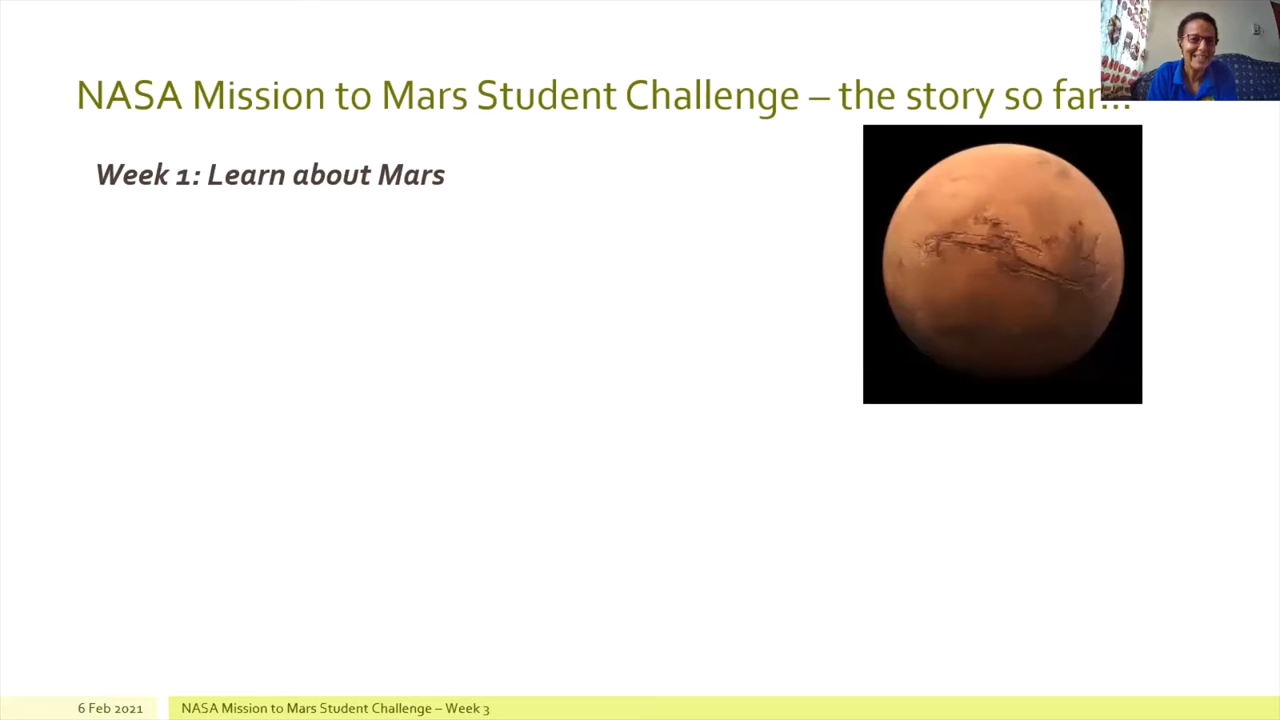 NASA Mission to Mars Student Challenge – the story so far...
Week 1: Learn about Mars
6 Feb 2021
NASA Mission to Mars Student Challenge – Week 3